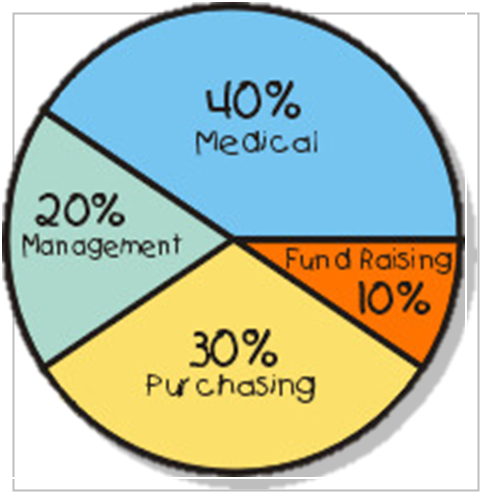 40%
Medical
20%
Management
Fund Raising
10%
30%
Purchasing